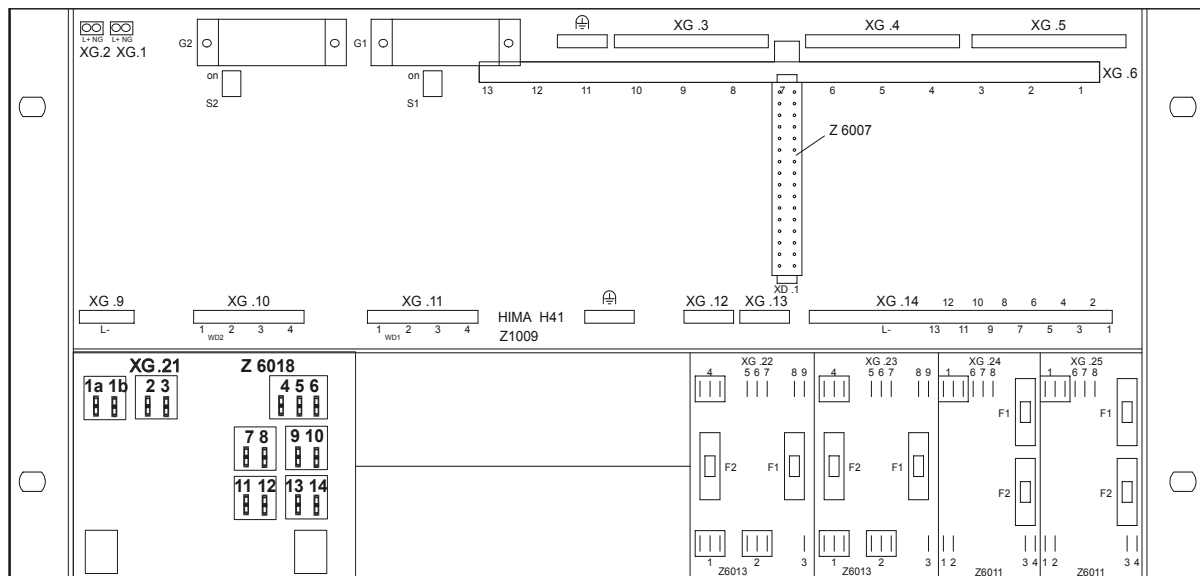 L+ NG L+ NG
XG.2 XG.1
G2
G1
on
S2
on
S1
XG .3
XG .4
XG .5
XG .6
13 12 11 10 9 8 7 6 5 4 3 2 1
Z 6007
XD .1
XG .9
L-
XG .10
1 2 3 4
WD2
XG .11
1 2 3 4
WD1
HIMA H41
Z1009
XG .12
XG .13
XG .14
12 10 8 6 4 2
L- 13 11 9 7 5 3 1
XG.21
Z 6018
1a 1b 2 3 4 5 6
7 8 9 10
11 12 13 14
XG .22
4 5 6 7 8 9
F2
F1
1 2 3
Z6013
XG .23
4 5 6 7 8 9
F2
F1
1 2 3
Z6013
XG .24
1 6 7 8
F1
F2
1 2 3 4
Z6011
XG .25
1 6 7 8
F1
F2
1 2 3 4
Z6011